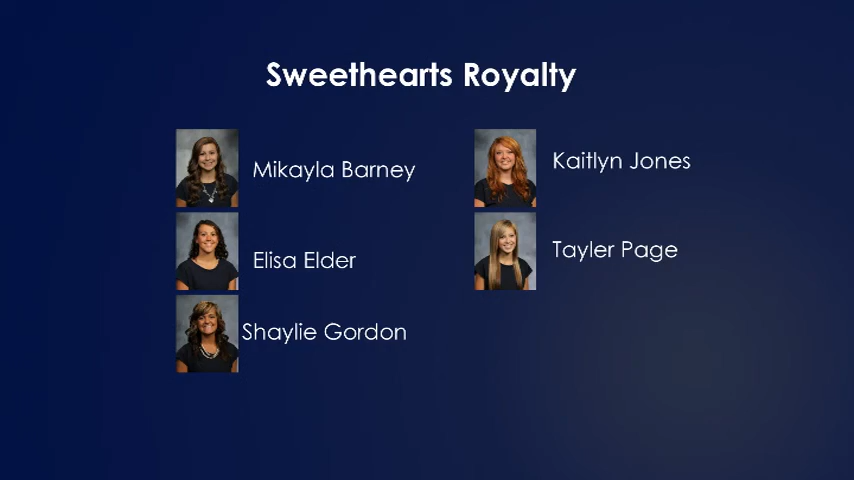 Sweethearts Royalty
Mikayla Barney
Elisa Elder
Shaylie Gordon
Kaitlyn Jones
Tayler Page